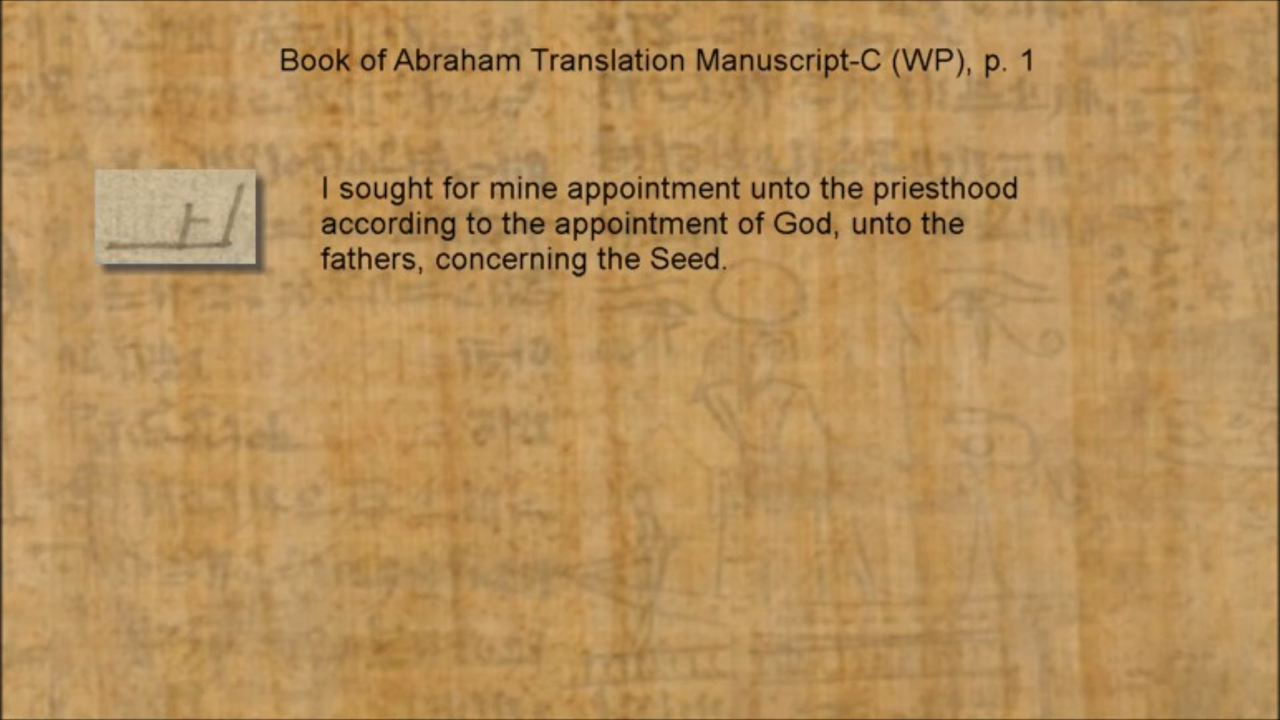 Book of Abraham Translation Manuscript-C (WP), p. 1
I sought for mine appointment unto the priesthood
according to the appointment of God, unto the
fathers, concerning the Seed.